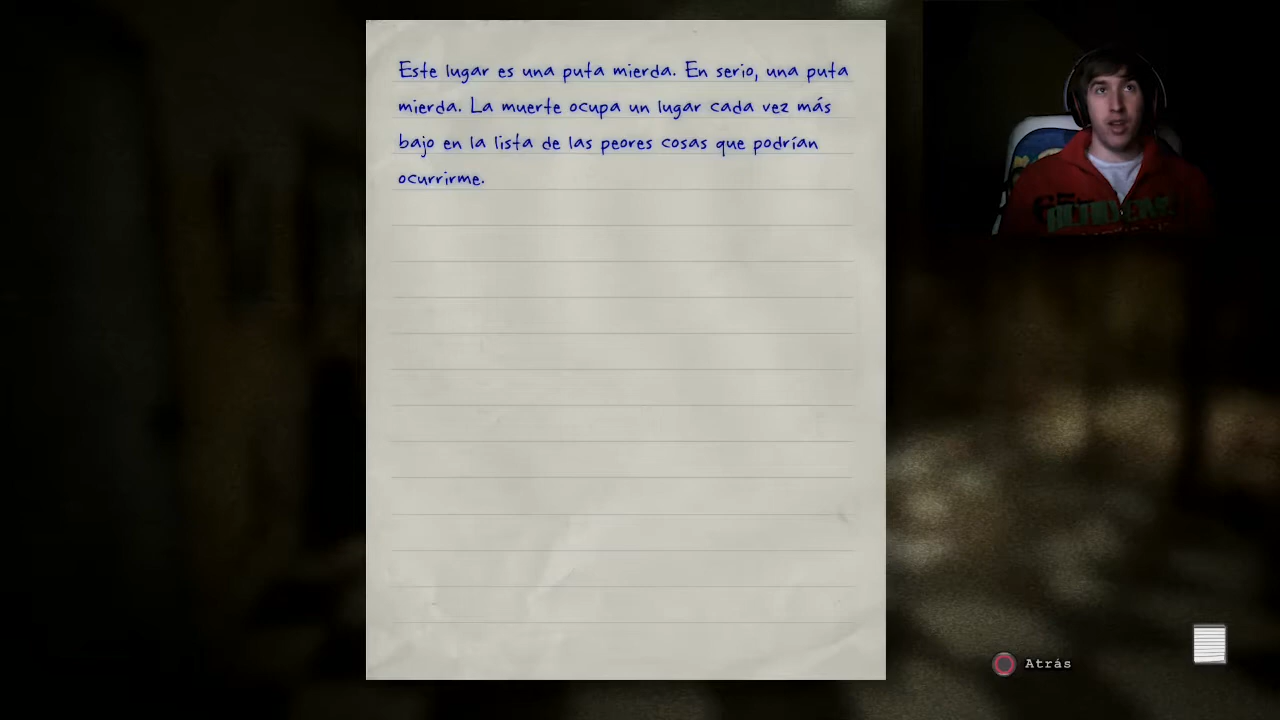 Este lugar es una puta mierda. En serio, una puta
mierda. La muerte ocupa un lugar cada vez más
bajo en la lista de las peores cosas que podrían
ocurrirme.
Atrás